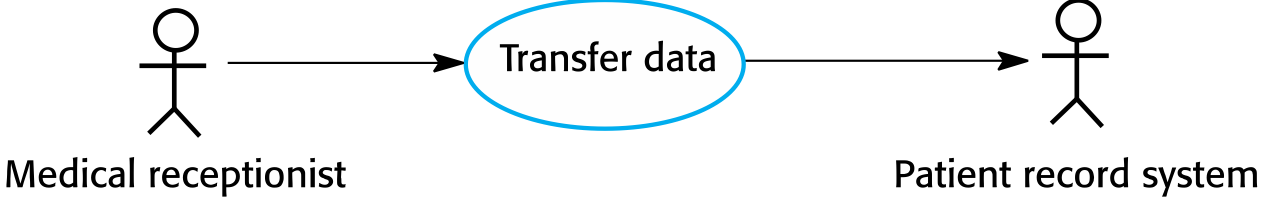 Transfer data
Medical receptionist
Patient record system